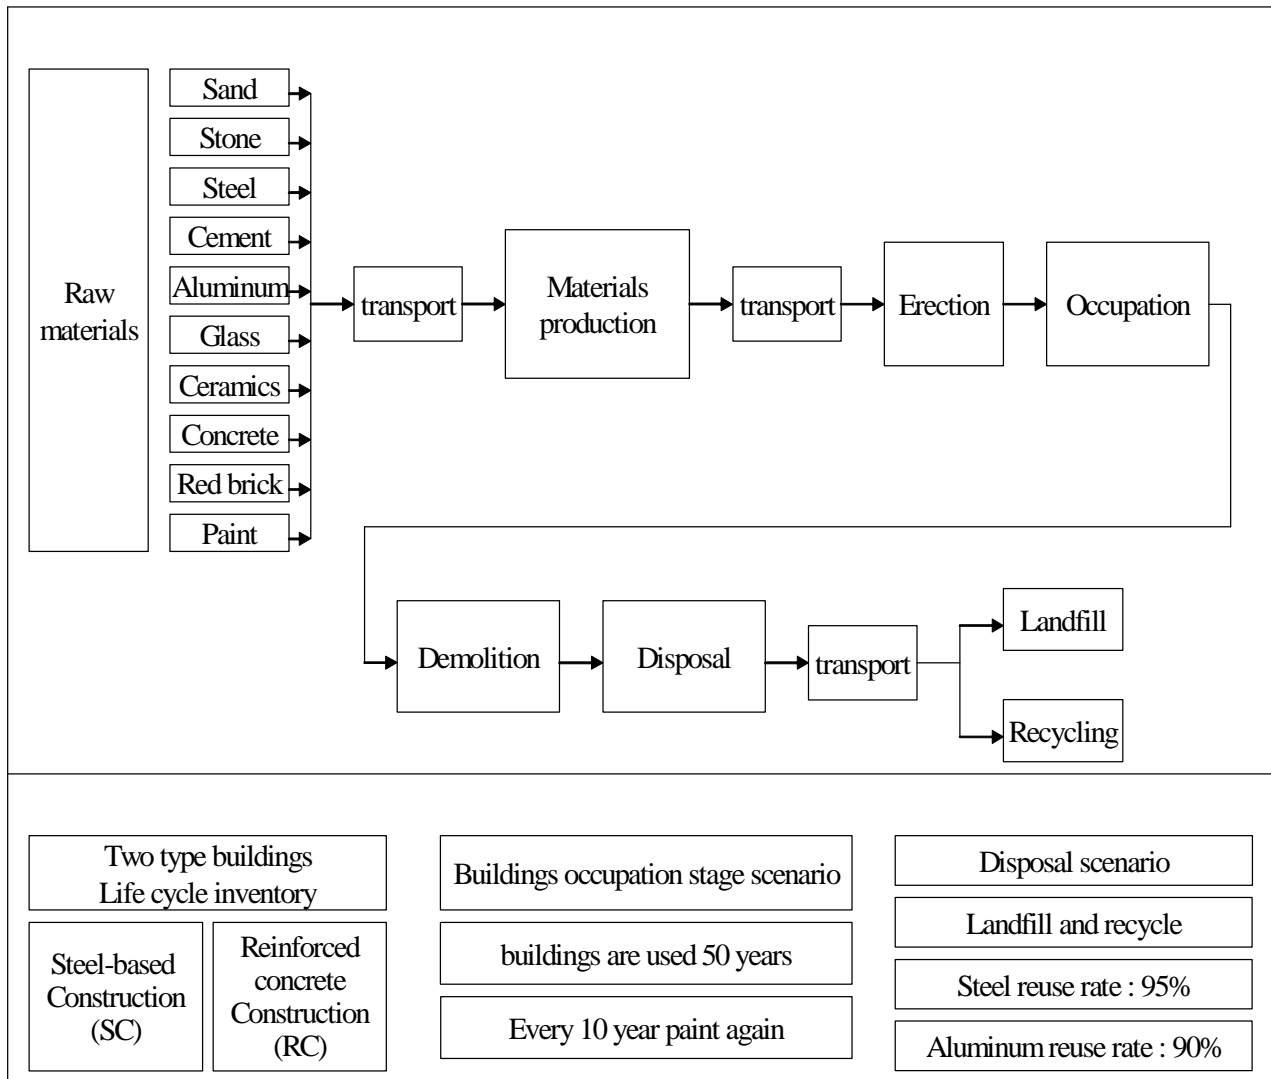 Raw
materials
Sand
Stone
Steel
Cement
Aluminum
Glass
Ceramics
Concrete
Red brick
Paint
transport
Materials
production
transport
Erection
Occupation
Demolition
Disposal
transport
Landfill
Recycling
Two type buildings
Life cycle inventory
Steel-based
Construction
(SC)
Reinforced
concrete
Construction
(RC)
Buildings occupation stage scenario
buildings are used 50 years
Every 10 year paint again
Disposal scenario
Landfill and recycle
Steel reuse rate : 95%
Aluminum reuse rate : 90%